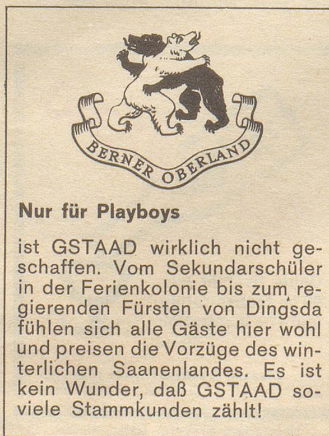 BERNER OBERLAND
Nur für Playboys
ist GSTAAD wirklich nicht ge-
schaffen. Vom Sekundarschüler
in der Ferienkolonie bis zum re-
gierenden Fürsten von Dingsda
fühlen sich alle Gäste hier wohl
und preisen die Vorzüge des win-
terlichen Saanenlandes. Es ist
kein Wunder, daß GSTAAD so-
viele Stammkunden zählt!